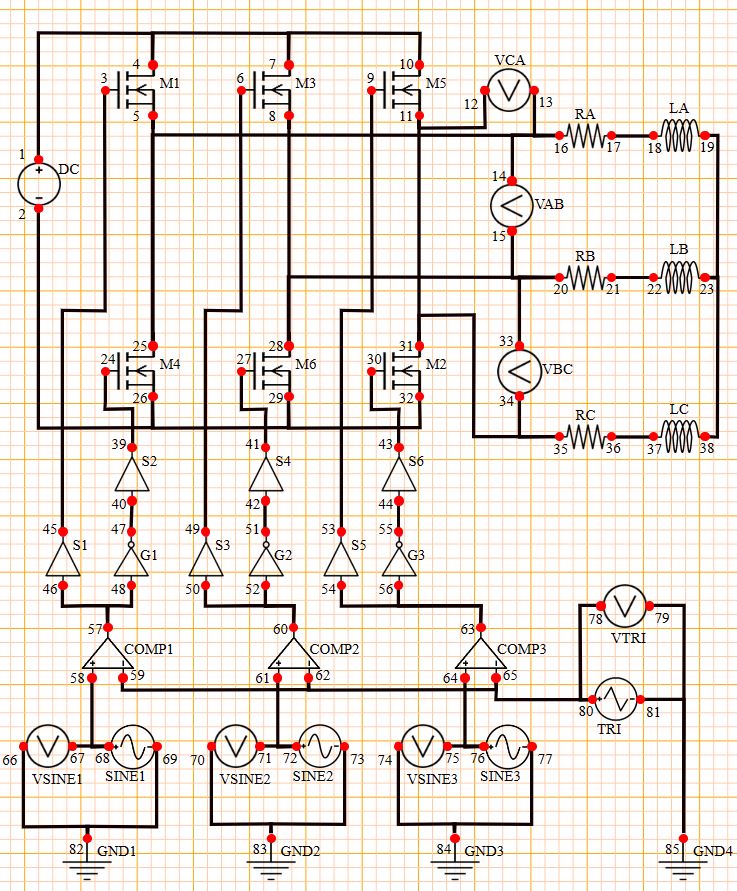 VCA
4 7 10
3 M1 6 M3 9 M5
12 13
5 8 11
RA LA
1 16 17 18 19
+ DC
-
2
14
VAB
15
RB LB
20 21 22 23
33
25 28 31
24 M4 27 M6 30 M2
VBC
26 29 32
34
RC LC
35 36 37 38
39 41 43
S2 S4 S6
40 42 44
45 47 49 51 53 55
S1 G1 S3 G2 S5 G3
46 48 50 52 54 56
78 79
57 60 63
VTRI
COMP1 COMP2 COMP3
58 59 61 62 64 65
80 81
TRI
66 67 68 69 70 71 72 73 74 75 76 77
VSINE1 SINE1 VSINE2 SINE2 VSINE3 SINE3
82 GND1 83 GND2 84 GND3 85 GND4